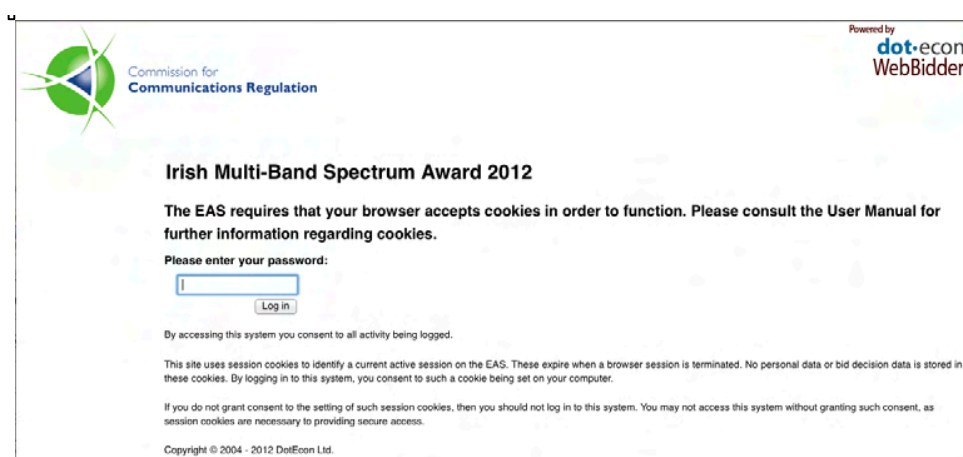 Powered by
dot·econ
WebBidder
Commission for
Communications Regulation
Irish Multi-Band Spectrum Award 2012
The EAS requires that your browser accepts cookies in order to function. Please consult the User Manual for
further information regarding cookies.
Please enter your password:
Log in
By accessing this system you consent to all activity being logged.
This site uses session cookies to identify a current active session on the EAS. These expire when a browser session is terminated. No personal data or bid decision data is stored in
these cookies. By logging in to this system, you consent to such a cookie being set on your computer.
If you do not grant consent to the setting of such session cookies, then you should not log in to this system. You may not access this system without granting such consent, as
session cookies are necessary to providing secure access.
Copyright © 2004 - 2012 DotEcon Ltd.